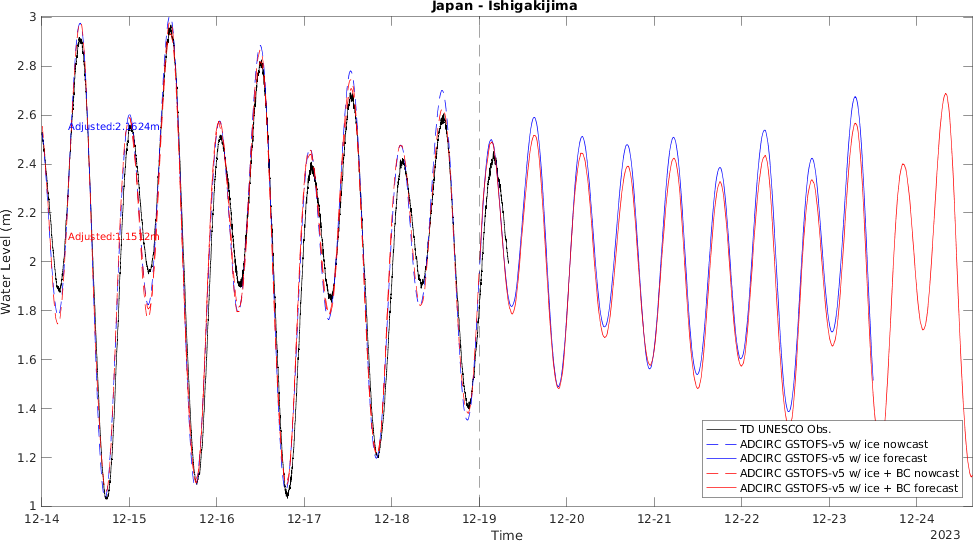 Japan - Ishigakijima
3
2.8
2.6
2.4
2.2
2
1.8
1.6
1.4
1.2
1
Water Level (m)
Adjusted:2.1524m
Adjusted:1.1512m
TD UNESCO Obs.
ADCIRC GSTOFS-v5 w/ ice nowcast
ADCIRC GSTOFS-v5 w/ ice forecast
ADCIRC GSTOFS-v5 w/ ice + BC nowcast
ADCIRC GSTOFS-v5 w/ ice + BC forecast
12-14 12-15 12-16 12-17 12-18 12-19 12-20 12-21 12-22 12-23 12-24
Time
2023